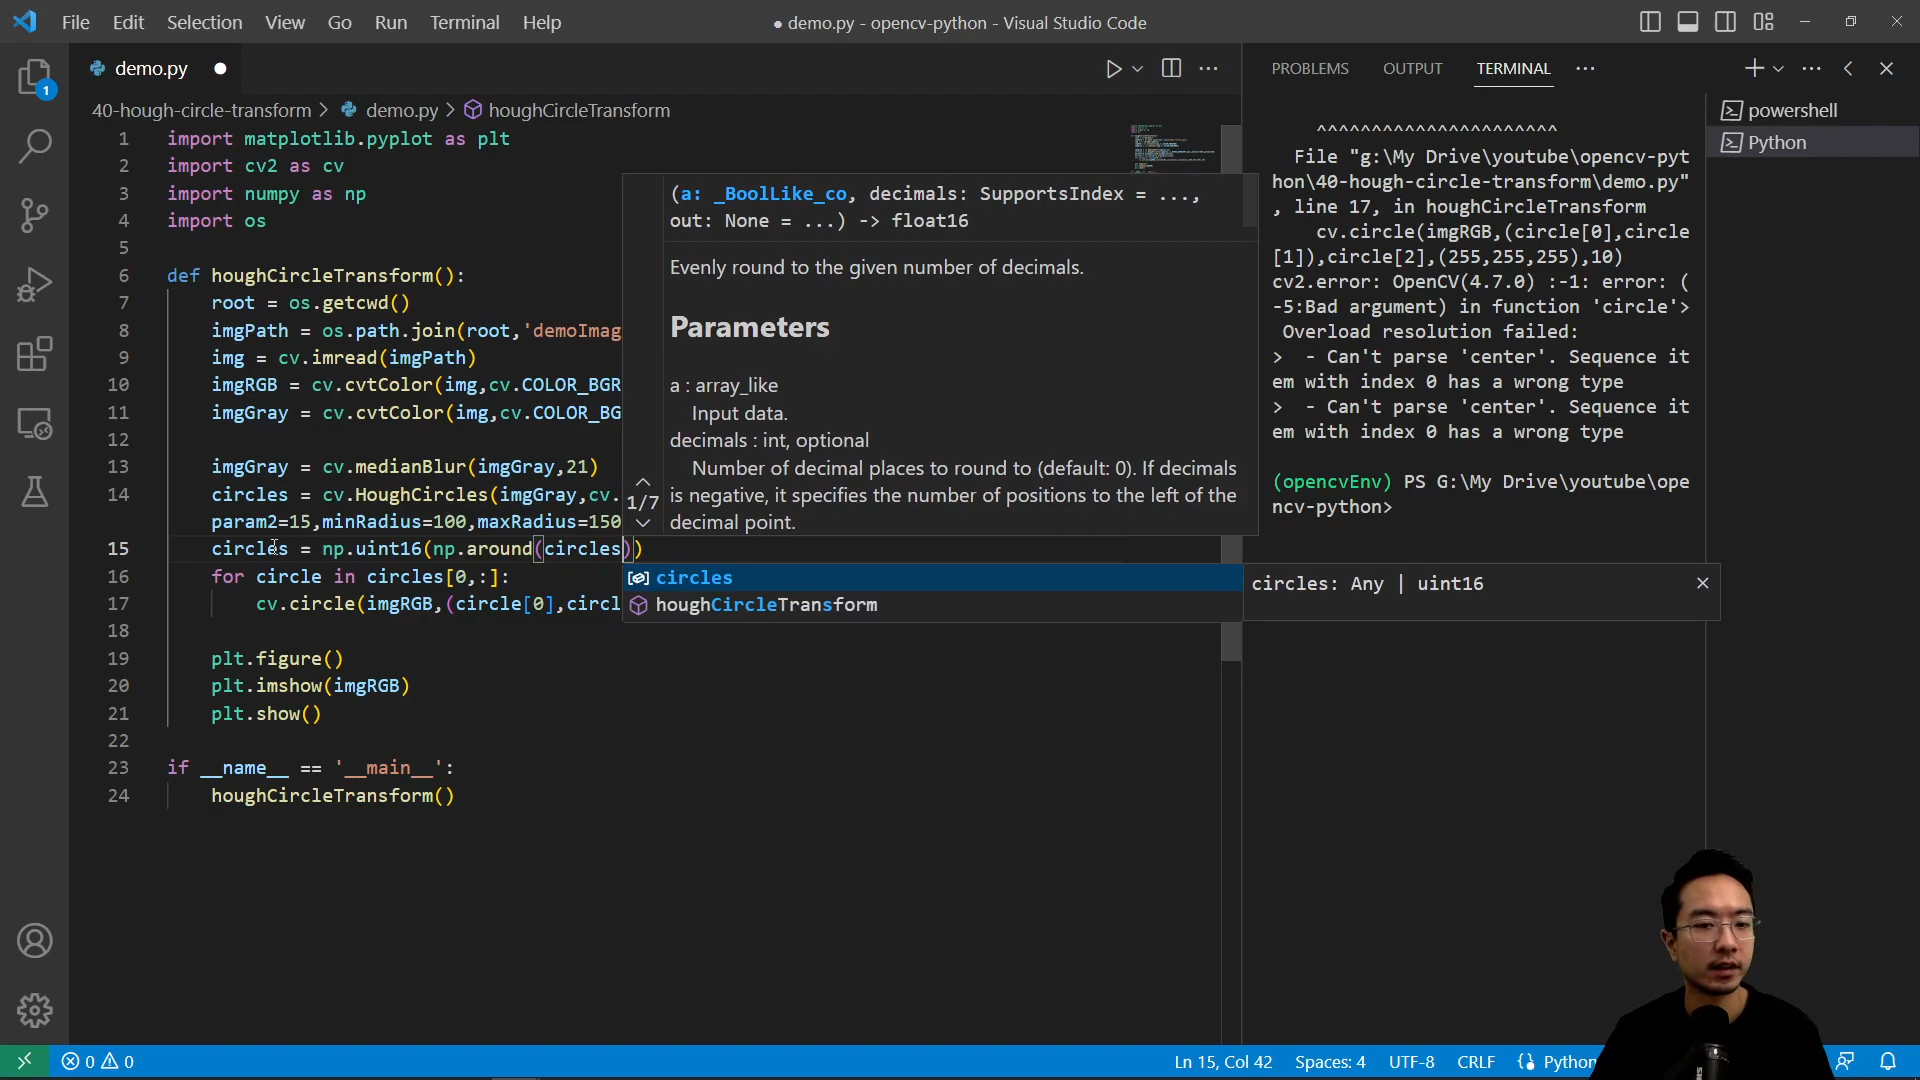 File Edit Selection View Go Run Terminal Help
● demo.py - opencv-python - Visual Studio Code
demo.py ●
40-hough-circle-transform > demo.py > houghCircleTransform
1 import matplotlib.pyplot as plt
2 import cv2 as cv
3 import numpy as np
4 import os
5
6 def houghCircleTransform():
7 root = os.getcwd()
8 imgPath = os.path.join(root,'demoImag
9 img = cv.imread(imgPath)
10 imgRGB = cv.cvtColor(img,cv.COLOR_BGR
11 imgGray = cv.cvtColor(img,cv.COLOR_BG
12
13 imgGray = cv.medianBlur(imgGray,21)
14 circles = cv.HoughCircles(imgGray,cv.
param2=15,minRadius=100,maxRadius=150
15 circles = np.uint16(np.around(circles))
16 for circle in circles[0,:]:
17 cv.circle(imgRGB,(circle[0],circl
18
19 plt.figure()
20 plt.imshow(imgRGB)
21 plt.show()
22
23 if __name__ == '__main__':
24 houghCircleTransform()
(a: _BoolLike_co, decimals: SupportsIndex = ...,
out: None = ...) -> float16
Evenly round to the given number of decimals.
Parameters
a : array_like
Input data.
decimals : int, optional
Number of decimal places to round to (default: 0). If decimals
is negative, it specifies the number of positions to the left of the
decimal point.
1/7
circles
houghCircleTransform
circles: Any | uint16
PROBLEMS OUTPUT TERMINAL
powershell
Python
^^^^^^^^^^^^^^^^^^^^^^
File "g:\My Drive\youtube\opencv-pyt
hon\40-hough-circle-transform\demo.py"
, line 17, in houghCircleTransform
cv.circle(imgRGB,(circle[0],circle
[1]),circle[2],(255,255,255),10)
cv2.error: OpenCV(4.7.0) :-1: error: (
-5:Bad argument) in function 'circle'>
Overload resolution failed:
> - Can't parse 'center'. Sequence it
em with index 0 has a wrong type
> - Can't parse 'center'. Sequence it
em with index 0 has a wrong type
(opencvEnv) PS G:\My Drive\youtube\ope
ncv-python>
1
0 0
Ln 15, Col 42 Spaces: 4 UTF-8 CRLF Python